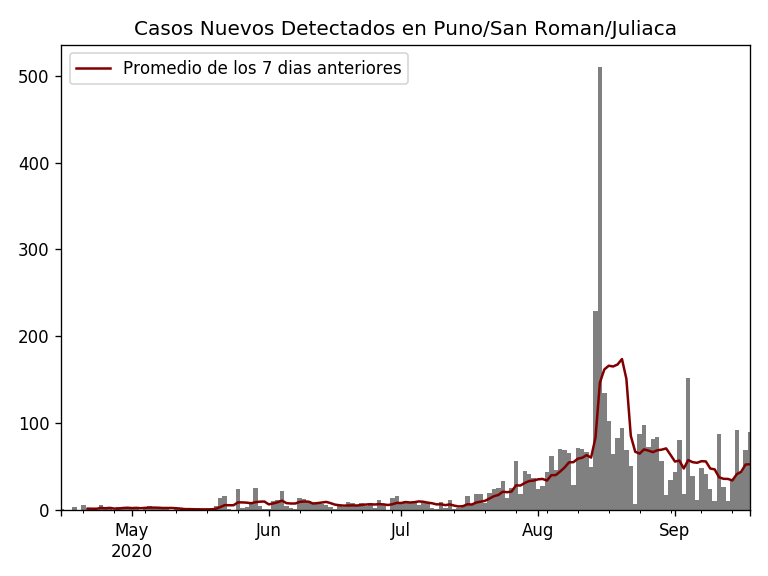 Casos Nuevos Detectados en Puno/San Roman/Juliaca
Promedio de los 7 dias anteriores
500
400
300
200
100
0
May Jun Jul Aug Sep
2020